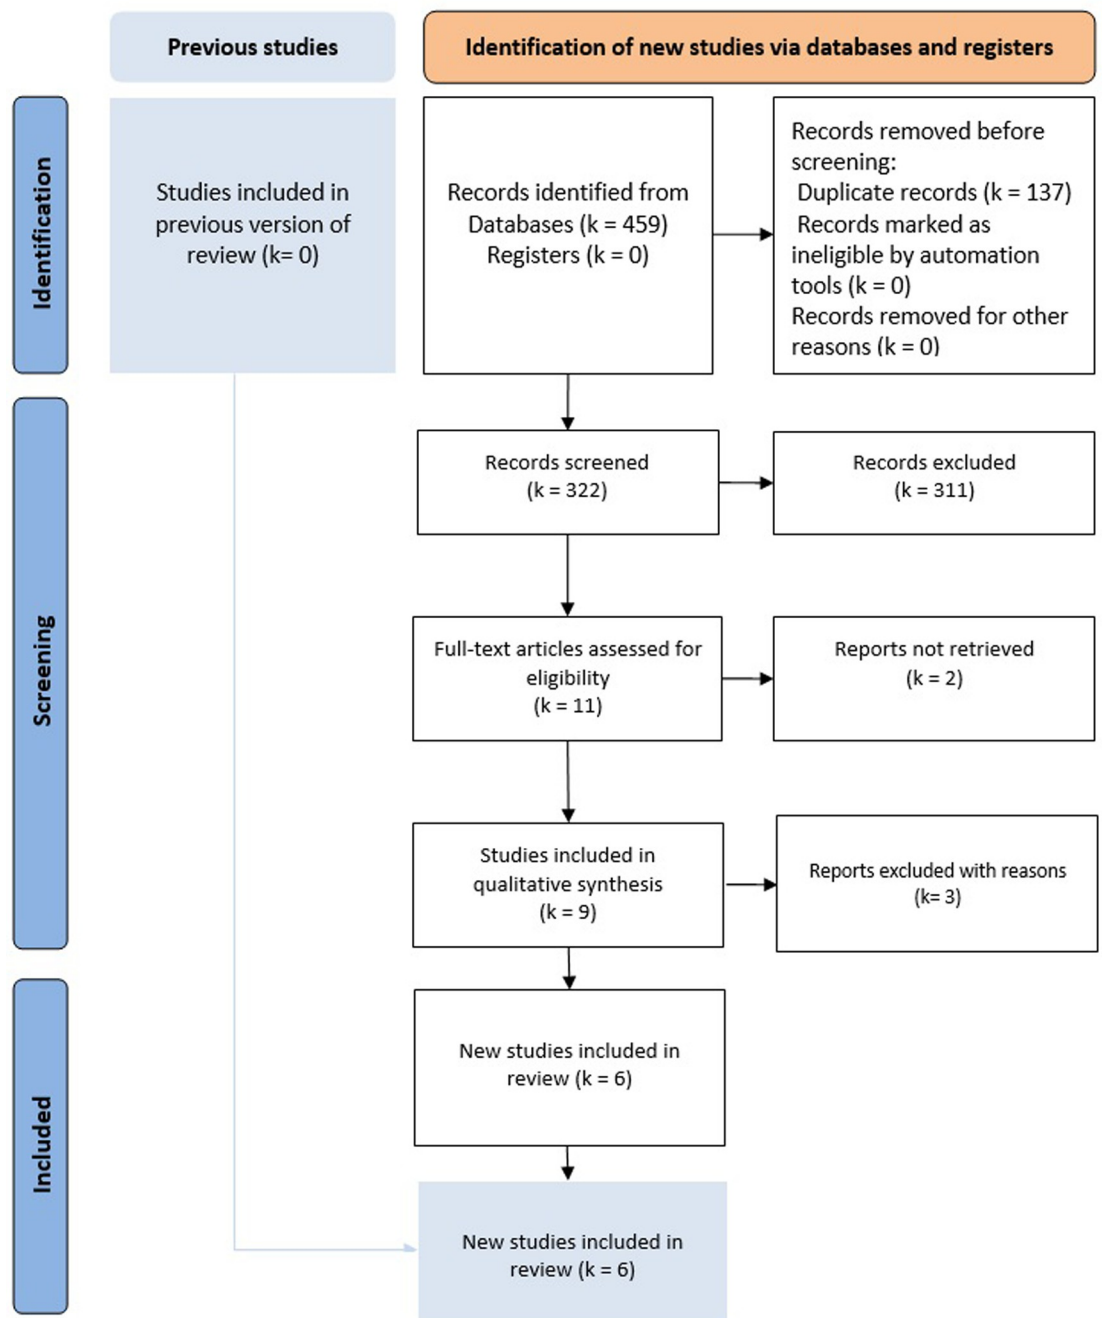 Previous studies
Identification of new studies via databases and registers
Identification
Studies included in
previous version of
review (k= 0)
Records identified from
Databases (k = 459)
Registers (k = 0)
Records removed before
screening:
Duplicate records (k = 137)
Records marked as
ineligible by automation
tools (k = 0)
Records removed for other
reasons (k = 0)
Screening
Records screened
(k = 322)
Records excluded
(k = 311)
Full-text articles assessed for
eligibility
(k = 11)
Reports not retrieved
(k = 2)
Studies included in
qualitative synthesis
(k = 9)
Reports excluded with reasons
(k= 3)
Included
New studies included in
review (k = 6)
New studies included in
review (k = 6)